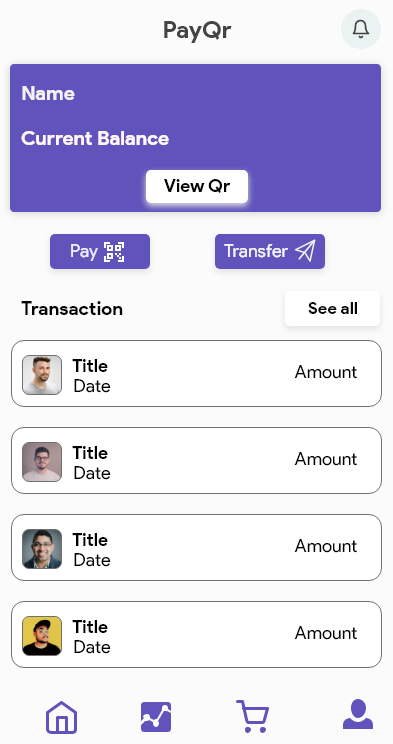 PayQr
Name
Current Balance
View Qr
Pay
Transfer
Transaction
See all
Title
Date
Amount
Title
Date
Amount
Title
Date
Amount
Title
Date
Amount